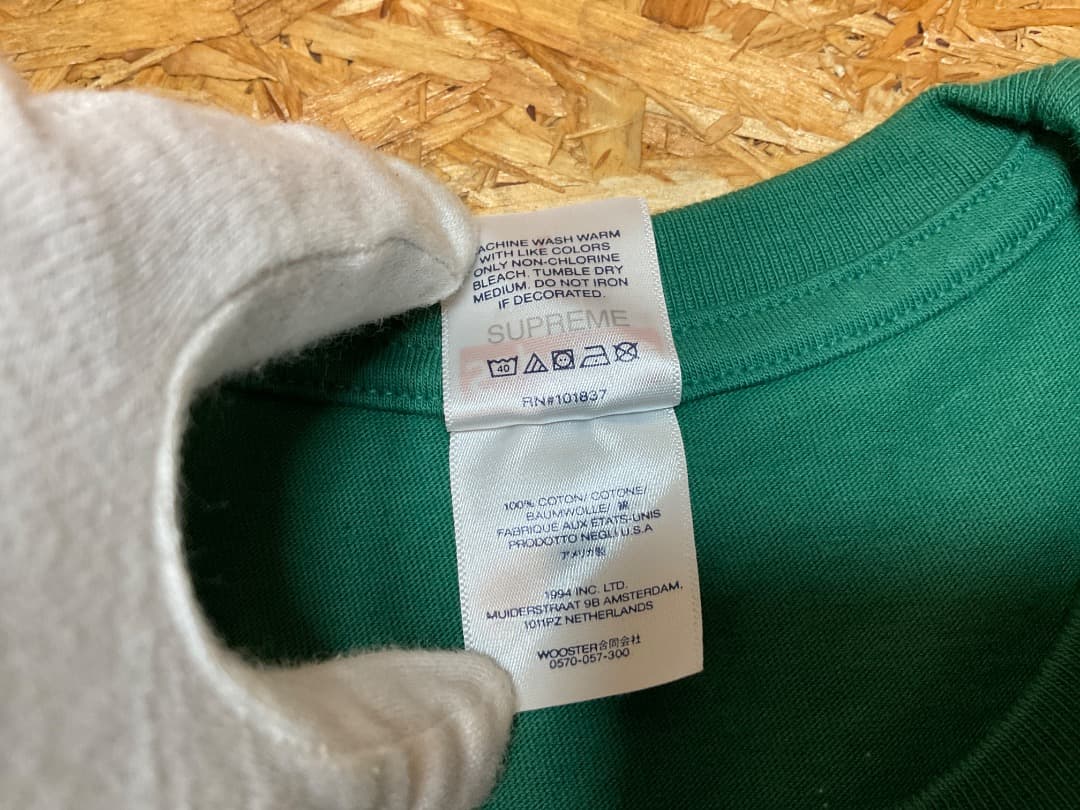 ACHINE WASH WARM
WITH LIKE COLORS
ONLY NON-CHLORINE
BLEACH. TUMBLE DRY
MEDIUM. DO NOT IRON
IF DECORATED.
SUPREME
40
RN#101837
100% COTON/ COTONE/
BAUMWOLLE/ 綿
FABRIQUÉ AUX ÉTATS-UNIS
PRODOTTO NEGLI U.S.A
アメリカ製
1994 INC. LTD.
MUIDERSTRAAT 9B AMSTERDAM,
1011PZ NETHERLANDS
WOOSTER合同会社
0570-057-300